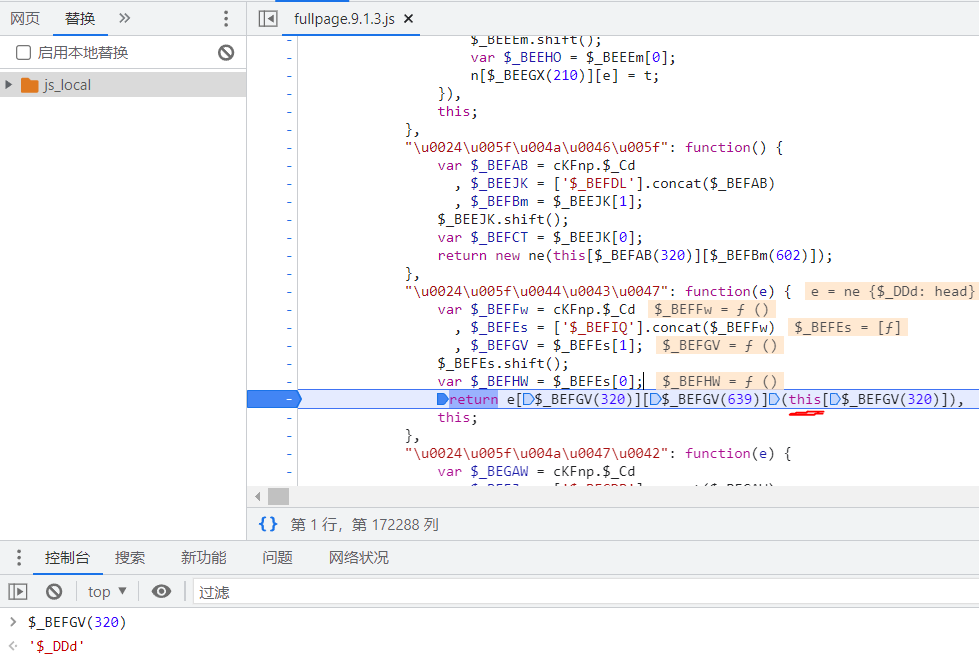 网页 替换
fullpage.9.1.3.js
启用本地替换
js_local
$_BEEEm.shift();
var $_BEEHO = $_BEEEm[0];
n[$_BEEGX(210)][e] = t;
}),
this;
},
"\u0024\u005f\u004a\u0046\u005f": function() {
var $_BEFAB = cKFnp.$_Cd
, $_BEEJK = ['$_BEFDL'].concat($_BEFAB)
, $_BEFBm = $_BEEJK[1];
$_BEEJK.shift();
var $_BEFCT = $_BEEJK[0];
return new ne(this[$_BEFAB(320)][$_BEFBm(602)]);
},
"\u0024\u005f\u0044\u0043\u0047": function(e) { e = ne {$_DDd: head}
var $_BEFFw = cKFnp.$_Cd $_BEFFw = ƒ ()
, $_BEFEs = ['$_BEFIQ'].concat($_BEFFw) $_BEFEs = [ƒ]
, $_BEFGV = $_BEFEs[1]; $_BEFGV = ƒ ()
$_BEFEs.shift();
var $_BEFHW = $_BEFEs[0]; $_BEFHW = ƒ ()
return e[$_BEFGV(320)][$_BEFGV(639)](this[$_BEFGV(320)]),
this;
},
"\u0024\u005f\u004a\u0047\u0042": function(e) {
var $_BEGAW = cKFnp.$_Cd
{} 第 1 行，第 172288 列
控制台 搜索 新功能 问题 网络状况
top ▼ 过滤
> $_BEFGV(320)
'$_DDd'